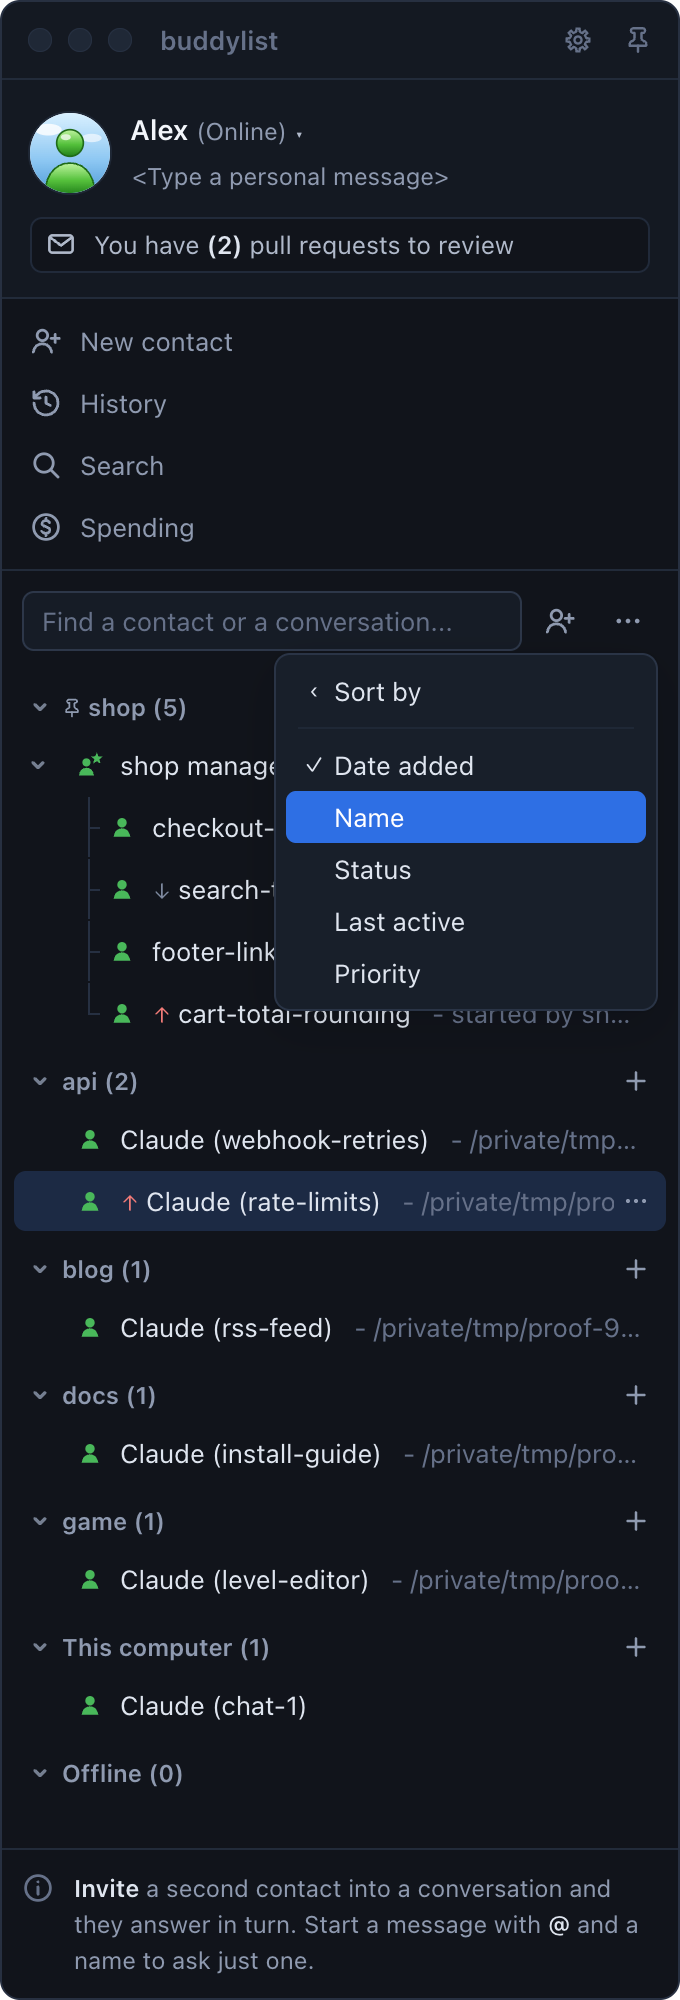 buddylist
Alex (Online)
<Type a personal message>
You have (2) pull requests to review
New contact
History
Search
Spending
Find a contact or a conversation...
Sort by
Date added
Name
Status
Last active
Priority
shop (5)
shop manage
checkout-
search-
footer-link
cart-total-rounding - started by sh...
api (2)
Claude (webhook-retries) - /private/tmp...
Claude (rate-limits) - /private/tmp/pro
blog (1)
Claude (rss-feed) - /private/tmp/proof-9...
docs (1)
Claude (install-guide) - /private/tmp/pro...
game (1)
Claude (level-editor) - /private/tmp/proo...
This computer (1)
Claude (chat-1)
Offline (0)
Invite a second contact into a conversation and
they answer in turn. Start a message with @ and a
name to ask just one.